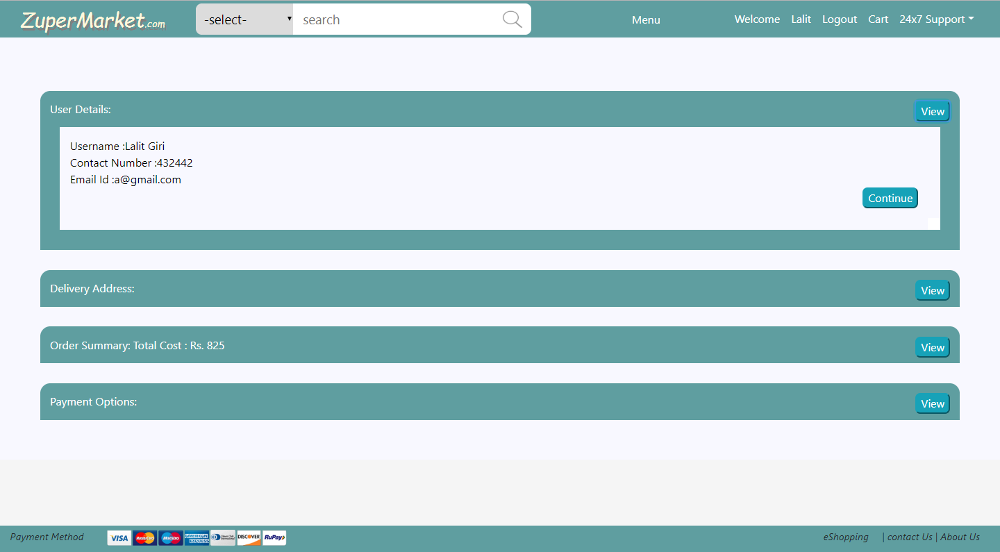 ZuperMarket.com -select- search Menu Welcome Lalit Logout Cart 24x7 Support
User Details: View
Username :Lalit Giri
Contact Number :432442
Email Id :a@gmail.com
Continue
Delivery Address: View
Order Summary: Total Cost : Rs. 825 View
Payment Options: View
Payment Method VISA MasterCard Maestro AMERICAN EXPRESS DISCOVER RuPay eShopping | contact Us | About Us